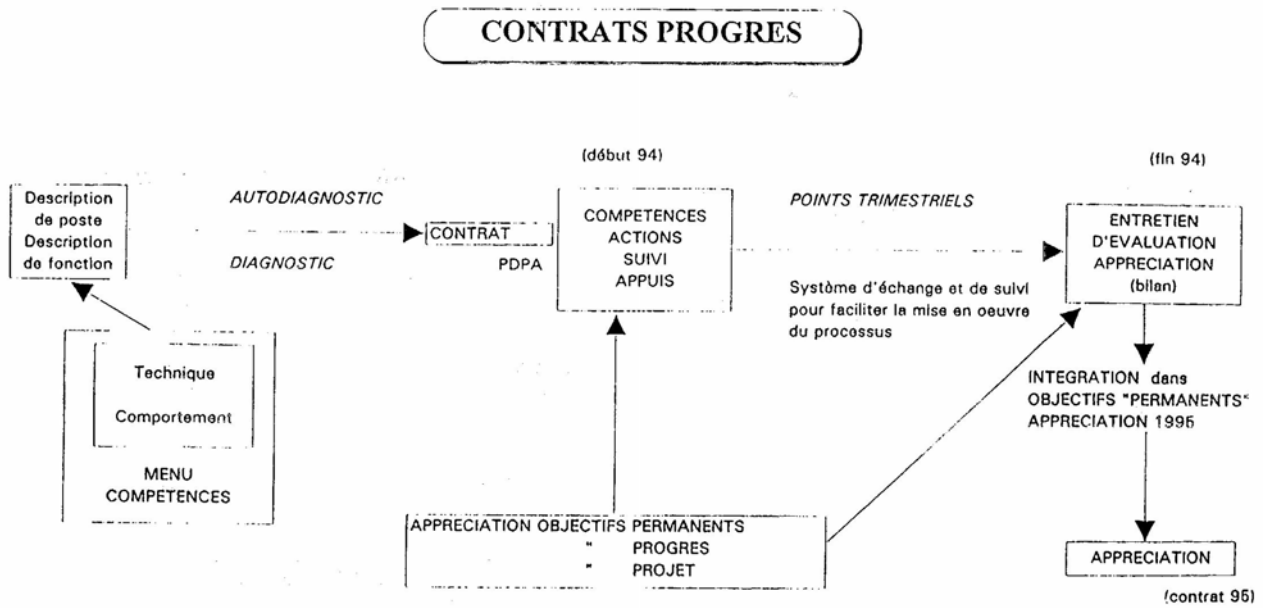 CONTRATS PROGRES
(début 94)
(fin 94)
Description
de poste
Description
de fonction
AUTODIAGNOSTIC
DIAGNOSTIC
CONTRAT
PDPA
COMPETENCES
ACTIONS
SUIVI
APPUIS
POINTS TRIMESTRIELS
Système d'échange et de suivi
pour faciliter la mise en oeuvre
du processus
ENTRETIEN
D'EVALUATION
APPRECIATION
(bilan)
Technique
Comportement
MENU
COMPETENCES
INTEGRATION dans
OBJECTIFS "PERMANENTS"
APPRECIATION 1995
APPRECIATION OBJECTIFS PERMANENTS
" PROGRES
" PROJET
APPRECIATION
(contrat 95)